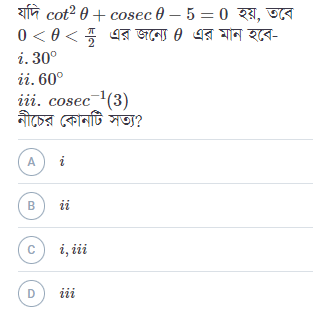 যদি cot² θ + cosec θ − 5 = 0 হয়, তবে
0 < θ < π/2 এর জন্যে θ এর মান হবে-
i. 30°
ii. 60°
iii. cosec⁻¹(3)
নীচের কোনটি সত্য?
A i
B ii
C i, iii
D iii